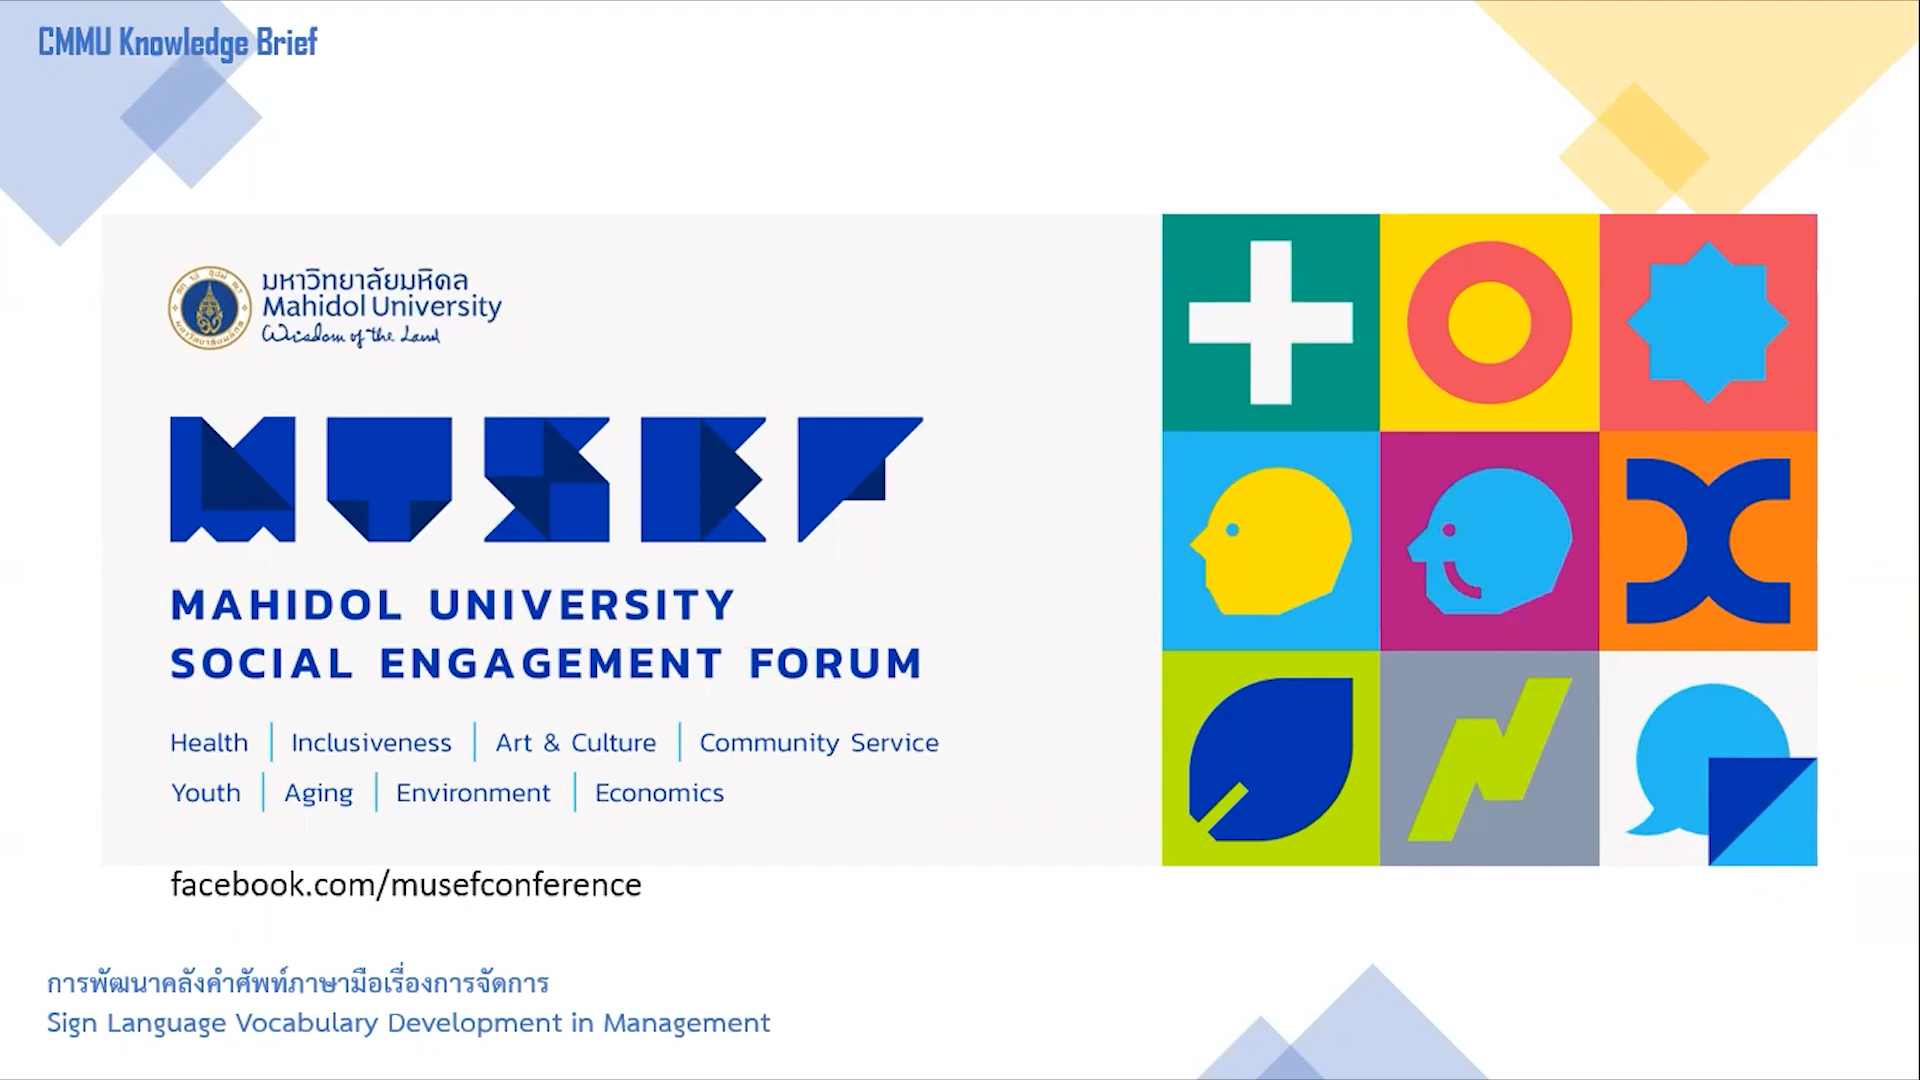 CMMU Knowledge Brief
มหาวิทยาลัยมหิดล
Mahidol University
Wisdom of the Land
MUSEF
MAHIDOL UNIVERSITY
SOCIAL ENGAGEMENT FORUM
Health | Inclusiveness | Art & Culture | Community Service
Youth | Aging | Environment | Economics
facebook.com/musefconference
การพัฒนาคลังคำศัพท์ภาษามือเรื่องการจัดการ
Sign Language Vocabulary Development in Management